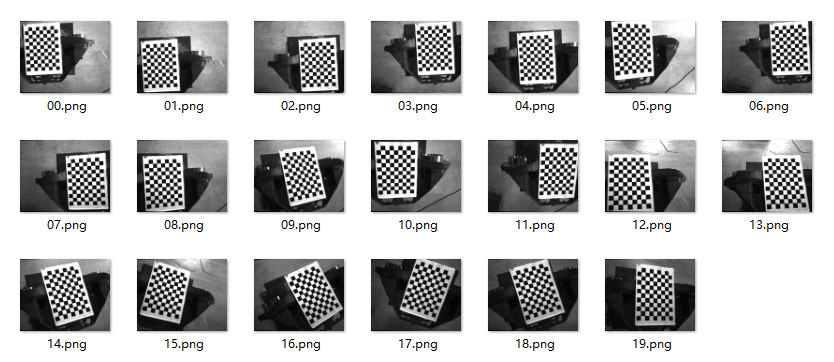 00.png 01.png 02.png 03.png 04.png 05.png 06.png
07.png 08.png 09.png 10.png 11.png 12.png 13.png
14.png 15.png 16.png 17.png 18.png 19.png